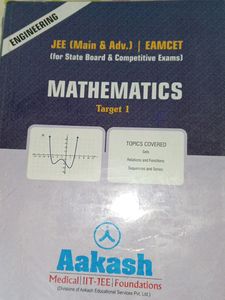 ENGINEERING
JEE (Main & Adv.) | EAMCET
(for State Board & Competitive Exams)
MATHEMATICS
Target 1
TOPICS COVERED
Sets
Relations and Functions
Sequences and Series
Aakash
Medical|IIT-JEE|Foundations
(Divisions of Aakash Educational Services Pvt. Ltd.)